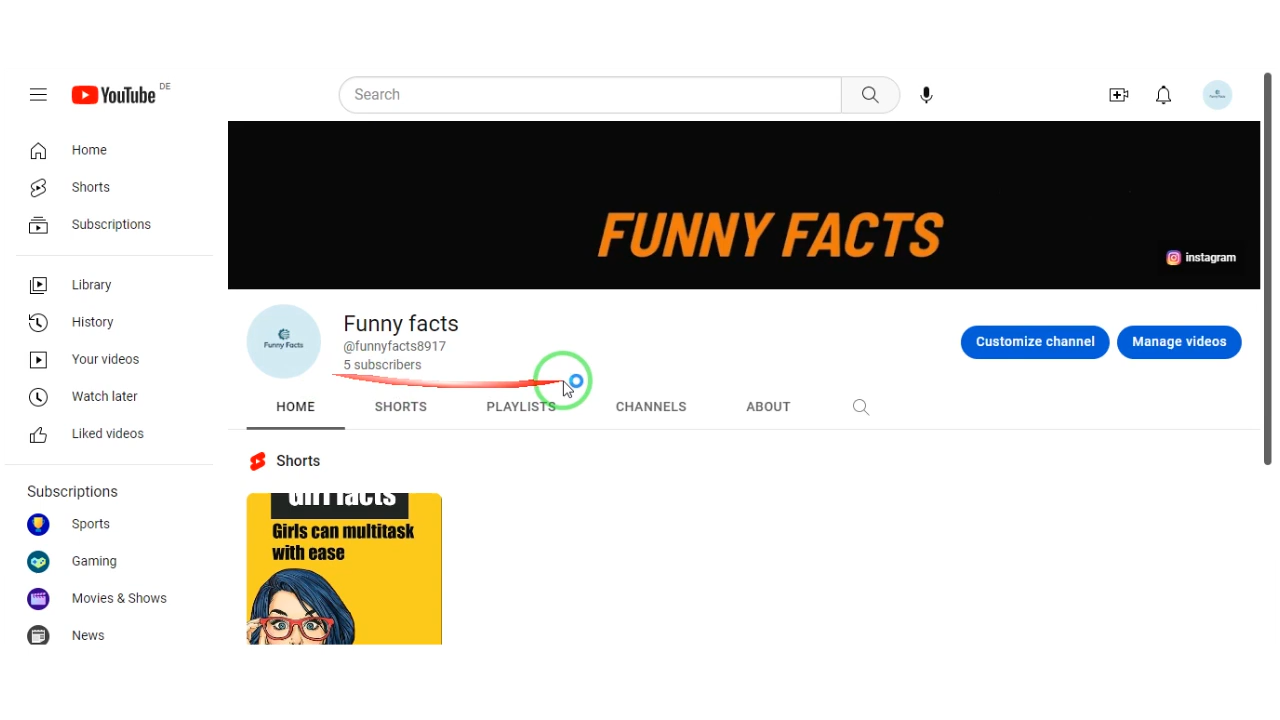 YouTube DE
Search
Home
Shorts
Subscriptions
Library
History
Your videos
Watch later
Liked videos
Subscriptions
Sports
Gaming
Movies & Shows
News
FUNNY FACTS
instagram
Funny Facts
Funny facts
@funnyfacts8917
5 subscribers
Customize channel
Manage videos
HOME
SHORTS
PLAYLISTS
CHANNELS
ABOUT
Shorts
Girl facts
Girls can multitask
with ease